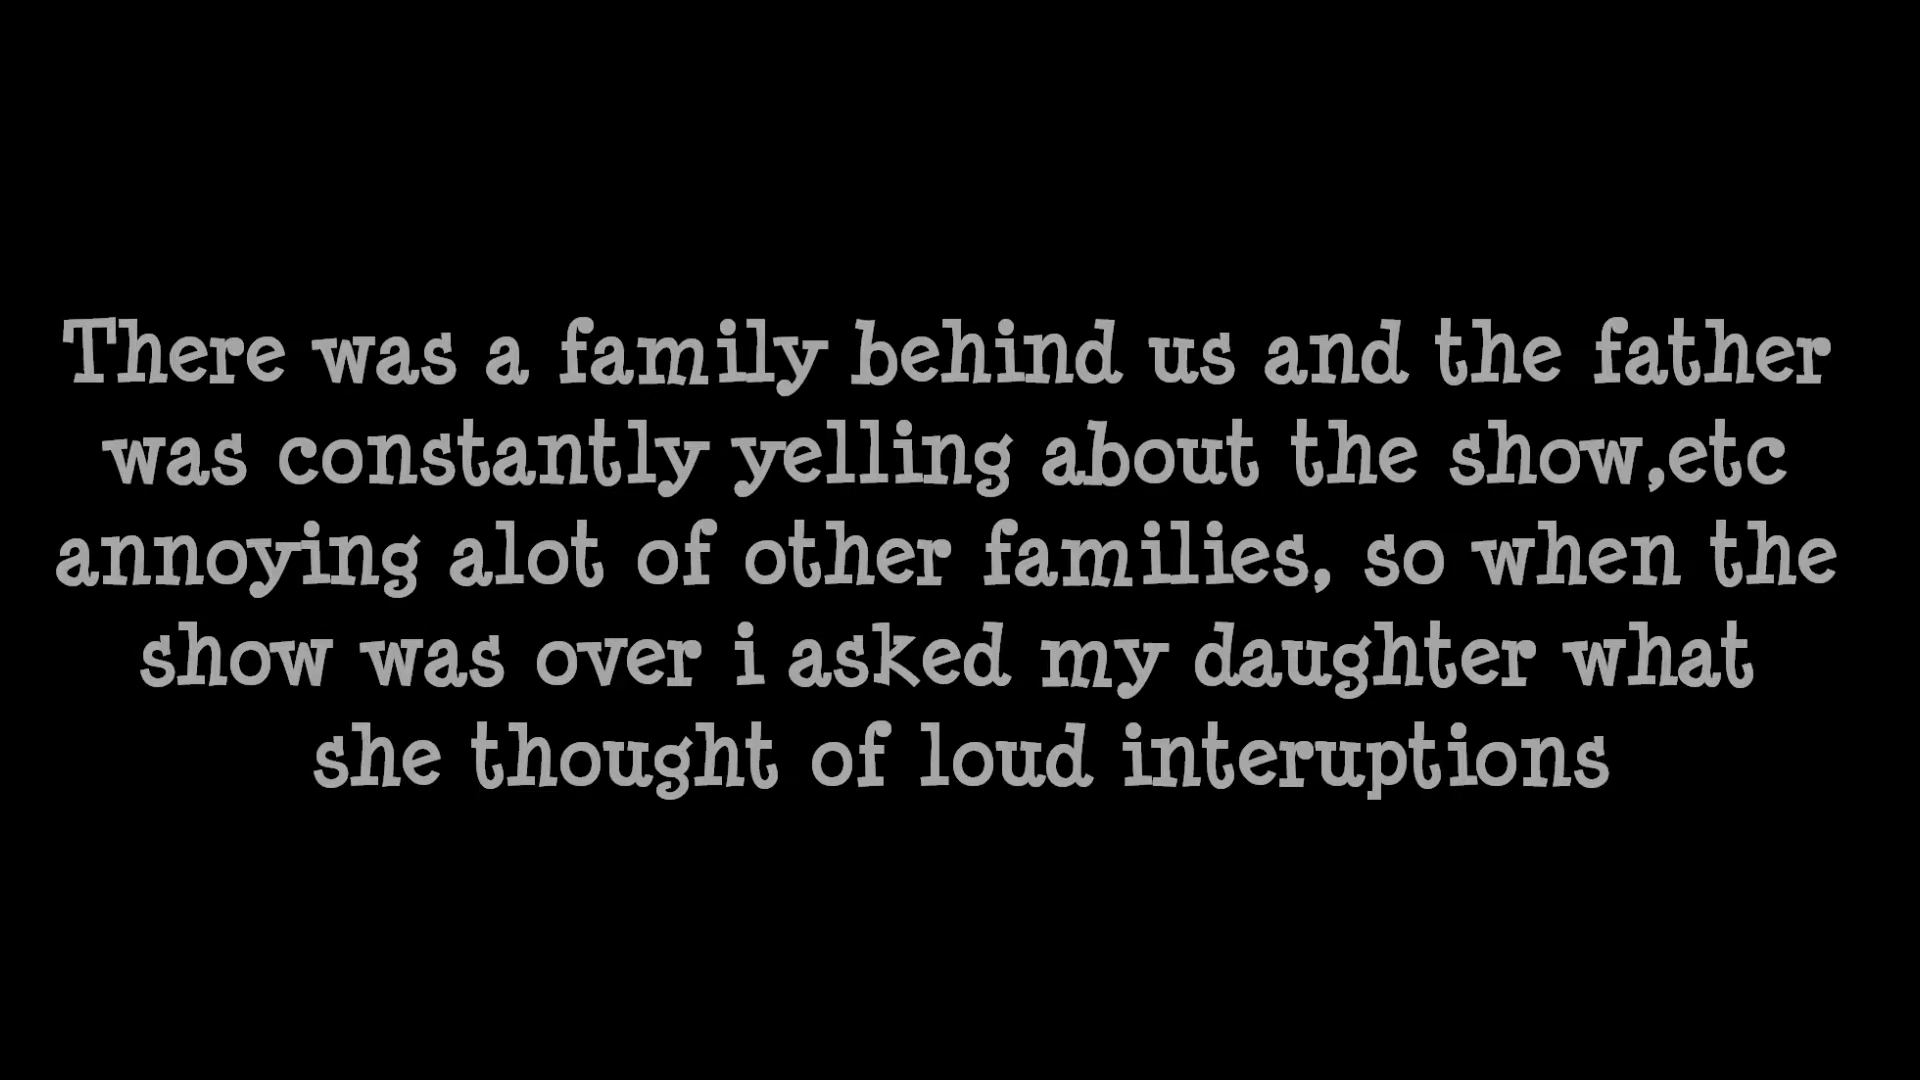 There was a family behind us and the father
was constantly yelling about the show,etc
annoying alot of other families, so when the
show was over i asked my daughter what
she thought of loud interuptions